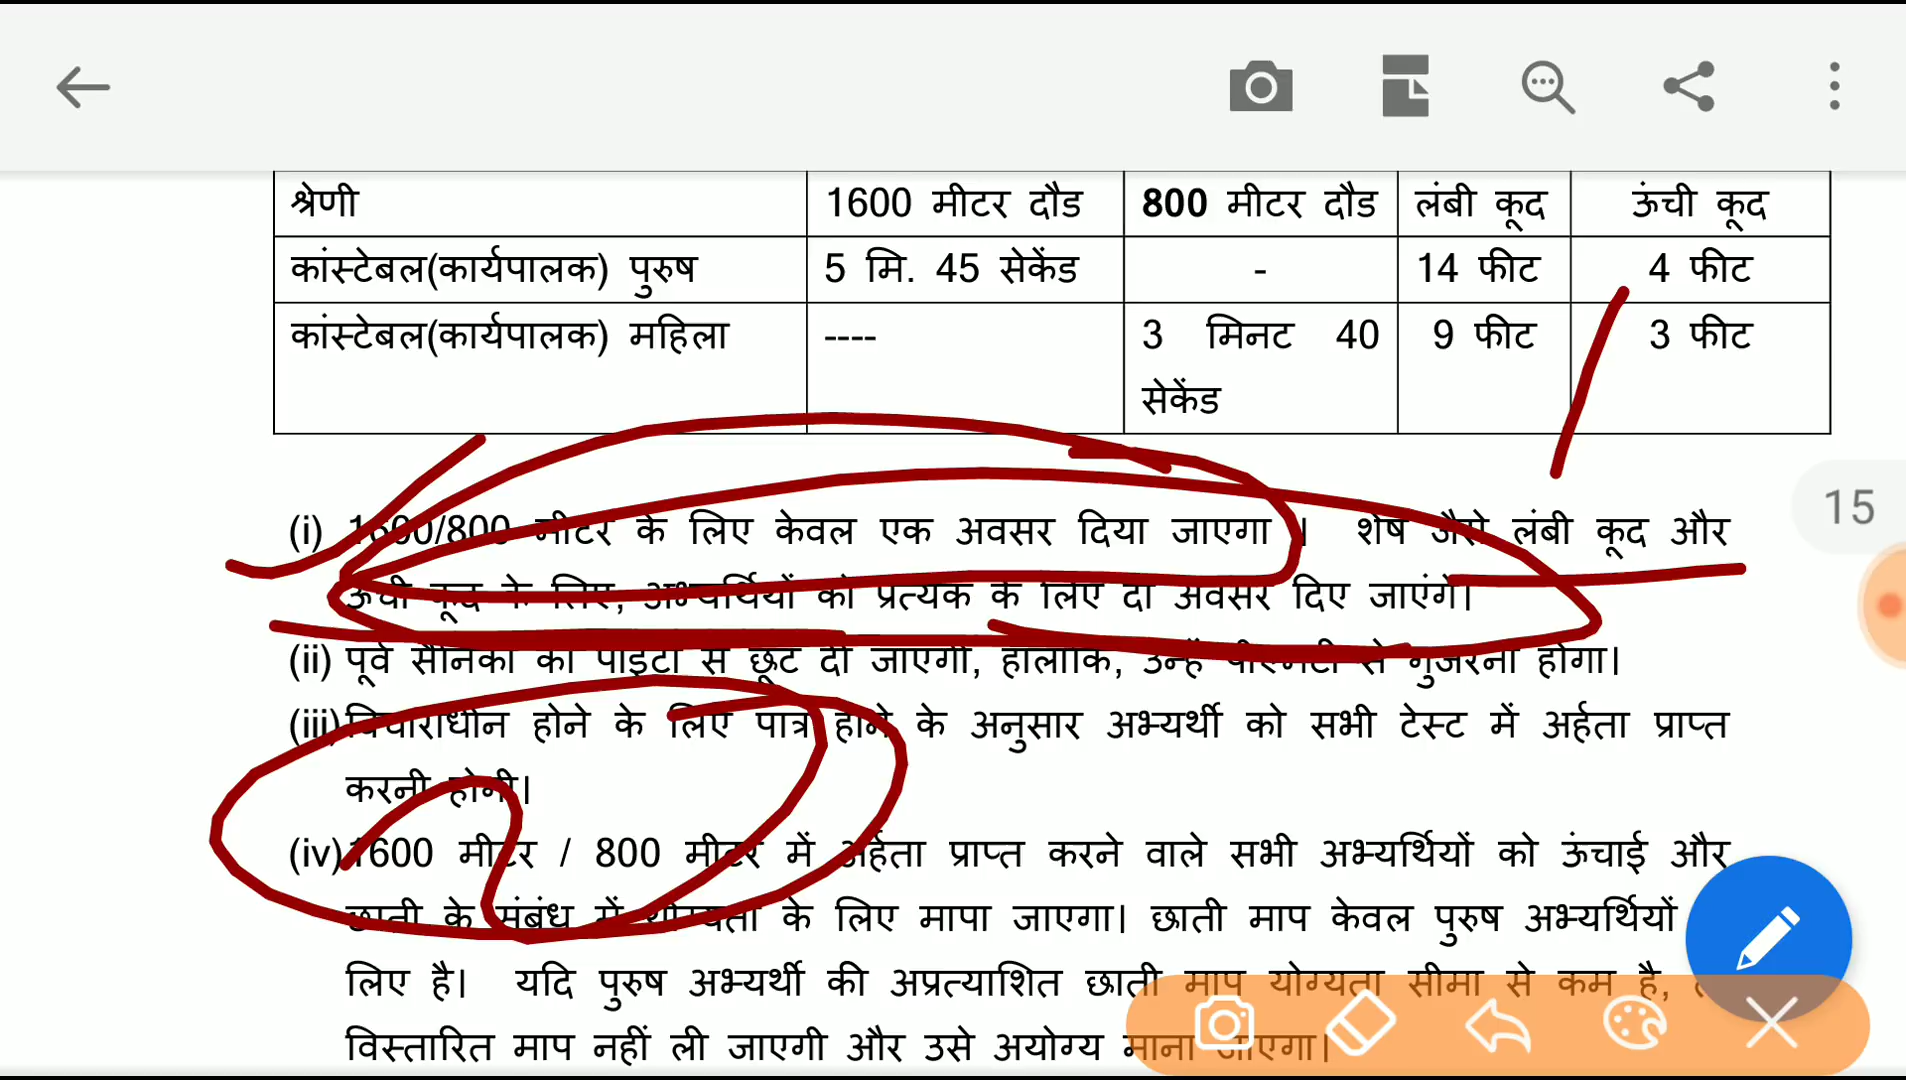 श्रेणी 1600 मीटर दौड 800 मीटर दौड लंबी कूद ऊंची कूद
कांस्टेबल(कार्यपालक) पुरुष 5 मि. 45 सेकेंड - 14 फीट 4 फीट
कांस्टेबल(कार्यपालक) महिला ---- 3 मिनट 40 9 फीट 3 फीट
सेकेंड
(i) 1600/800 मीटर के लिए केवल एक अवसर दिया जाएगा । शेष जैसे लंबी कूद और
15
ऊंची कूद के लिए, अभ्यर्थियों को प्रत्येक के लिए दो अवसर दिए जाएंगे।
(ii) पूर्व सैनिकों को पीईटी से छूट दी जाएगी, हालांकि, उन्हें पीएमटी से गुजरना होगा।
(iii) विचाराधीन होने के लिए पात्र होने के अनुसार अभ्यर्थी को सभी टेस्ट में अर्हता प्राप्त
करनी होगी।
(iv) 1600 मीटर / 800 मीटर में अर्हता प्राप्त करने वाले सभी अभ्यर्थियों को ऊंचाई और
छाती के संबंध में योग्यता के लिए मापा जाएगा। छाती माप केवल पुरुष अभ्यर्थियों
लिए है। यदि पुरुष अभ्यर्थी की अप्रत्याशित छाती माप योग्यता सीमा से कम है,
विस्तारित माप नहीं ली जाएगी और उसे अयोग्य माना जाएगा।